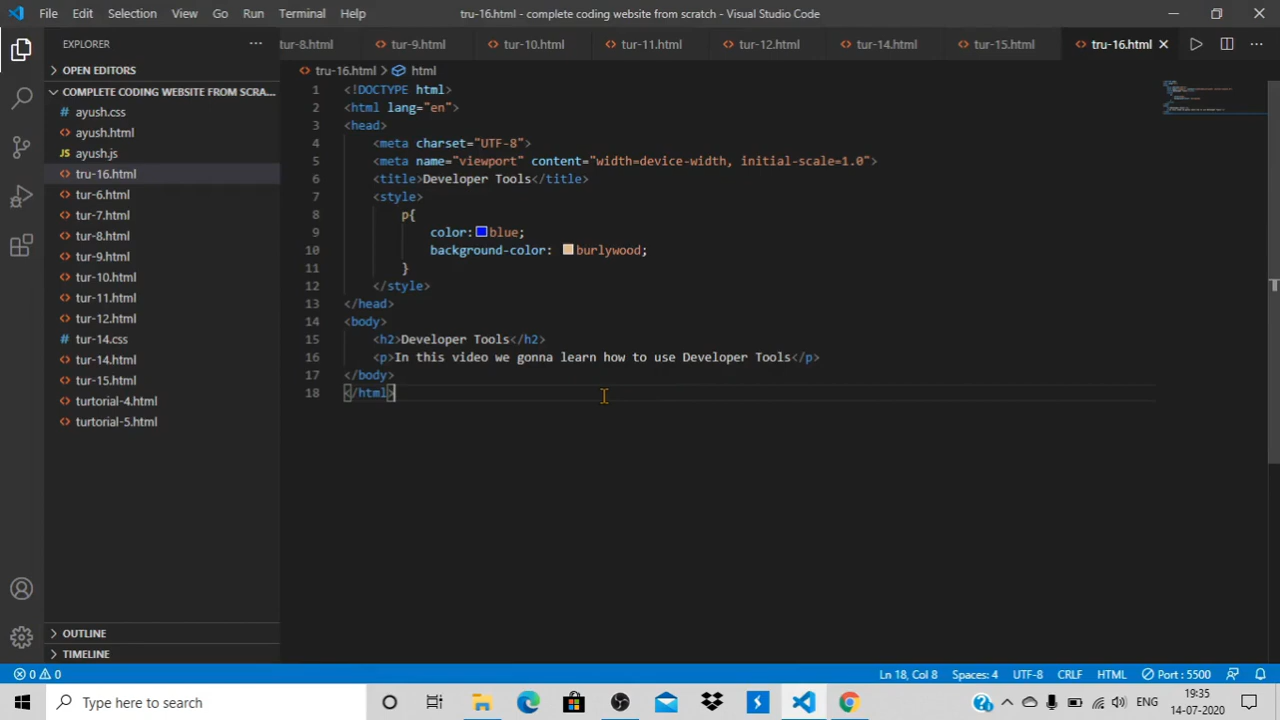 File Edit Selection View Go Run Terminal Help
tru-16.html - complete coding website from scratch - Visual Studio Code
EXPLORER
tur-8.html tur-9.html tur-10.html tur-11.html tur-12.html tur-14.html tur-15.html tru-16.html
OPEN EDITORS
COMPLETE CODING WEBSITE FROM SCRA...
ayush.css
ayush.html
ayush.js
tru-16.html
tur-6.html
tur-7.html
tur-8.html
tur-9.html
tur-10.html
tur-11.html
tur-12.html
tur-14.css
tur-14.html
tur-15.html
turtorial-4.html
turtorial-5.html
OUTLINE
TIMELINE
tru-16.html > html
1 <!DOCTYPE html>
2 <html lang="en">
3 <head>
4 <meta charset="UTF-8">
5 <meta name="viewport" content="width=device-width, initial-scale=1.0">
6 <title>Developer Tools</title>
7 <style>
8 p{
9 color: blue;
10 background-color: burlywood;
11 }
12 </style>
13 </head>
14 <body>
15 <h2>Developer Tools</h2>
16 <p>In this video we gonna learn how to use Developer Tools</p>
17 </body>
18 </html>
0 0
Ln 18, Col 8 Spaces: 4 UTF-8 CRLF HTML Port : 5500
Type here to search
ENG
19:35
14-07-2020